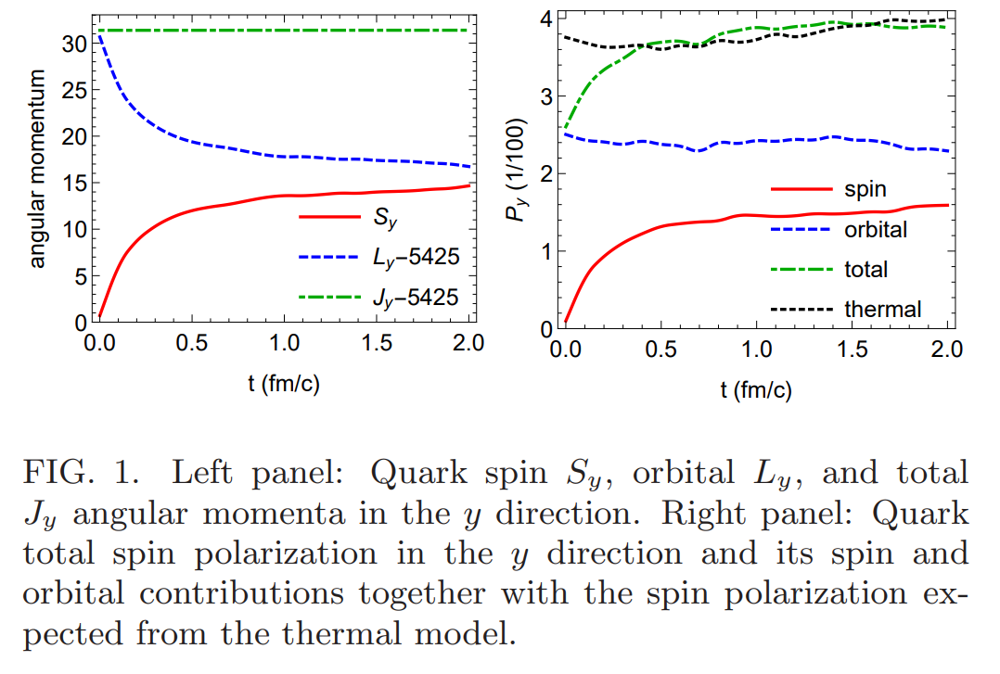 30
25
20
15
10
5
0
angular momentum
S_y
L_y−5425
J_y−5425
0.0 0.5 1.0 1.5 2.0
t (fm/c)
4
3
2
1
0
P_y (1/100)
spin
orbital
total
thermal
0.0 0.5 1.0 1.5 2.0
t (fm/c)
FIG. 1. Left panel: Quark spin S_y, orbital L_y, and total
J_y angular momenta in the y direction. Right panel: Quark
total spin polarization in the y direction and its spin and
orbital contributions together with the spin polarization ex-
pected from the thermal model.